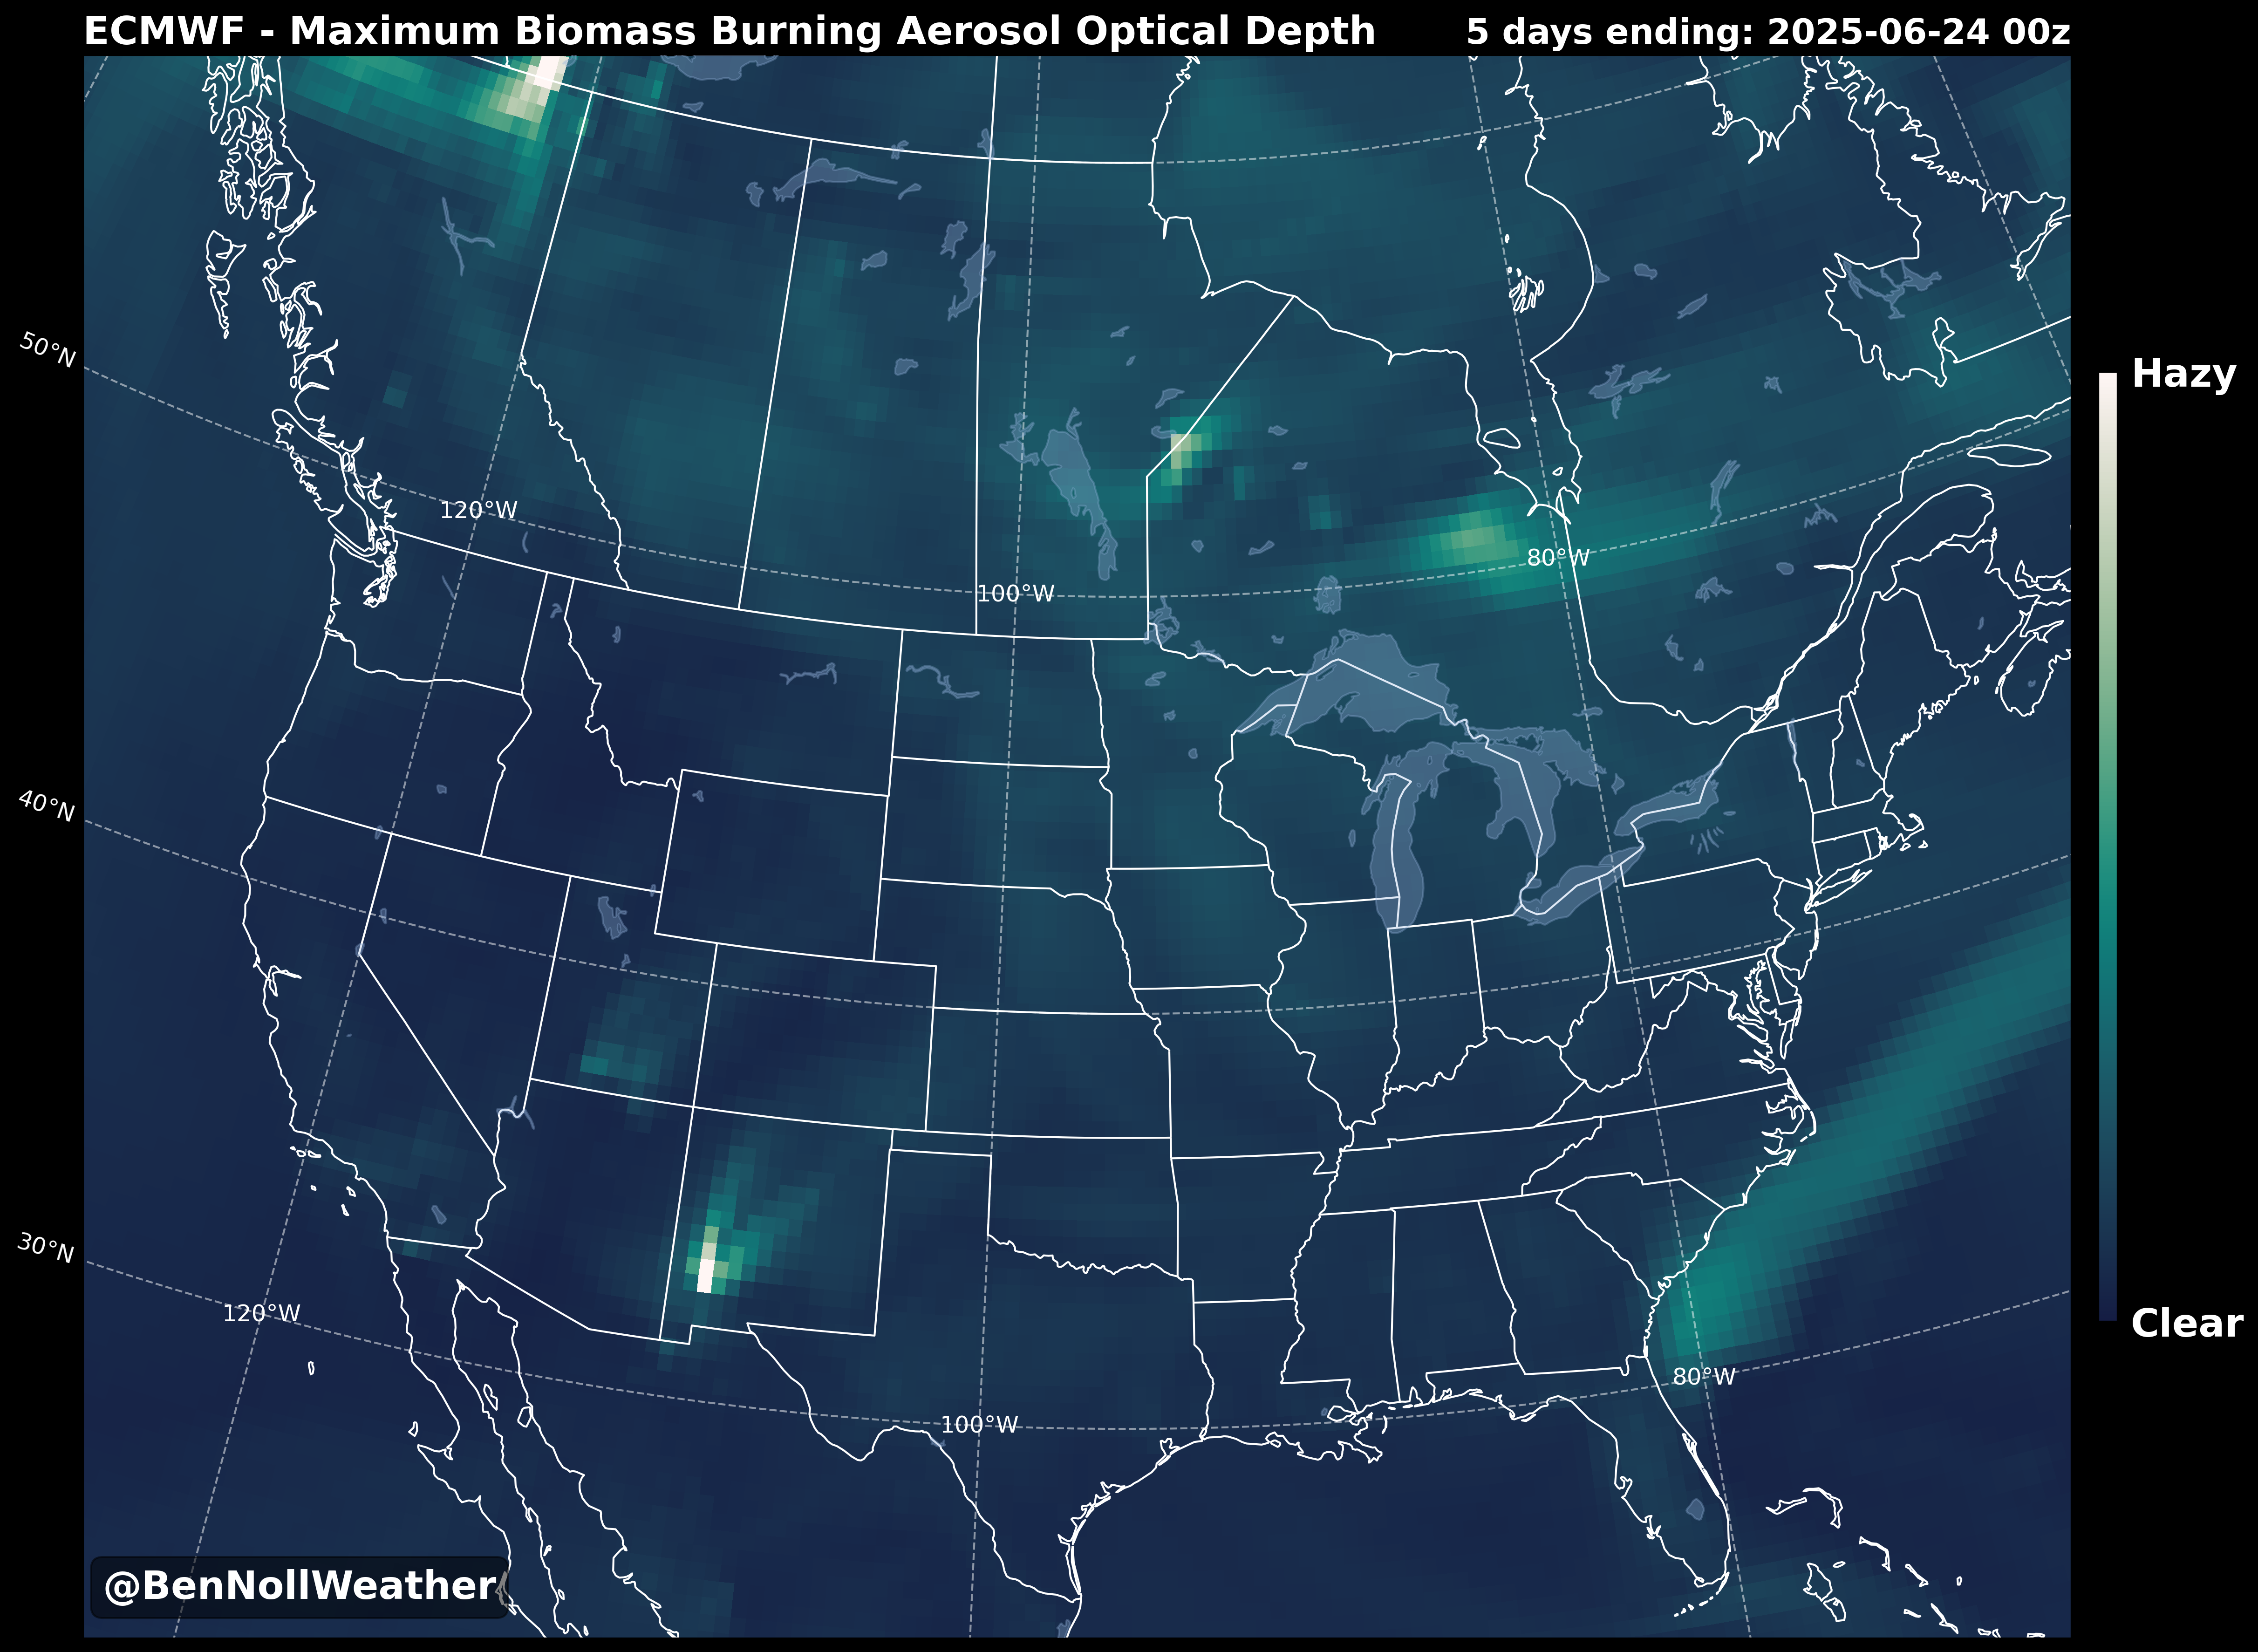 ECMWF - Maximum Biomass Burning Aerosol Optical Depth
5 days ending: 2025-06-24 00z
50°N
Hazy
120°W
80°W
100°W
40°N
30°N
120°W
Clear
80°W
100°W
@BenNollWeather